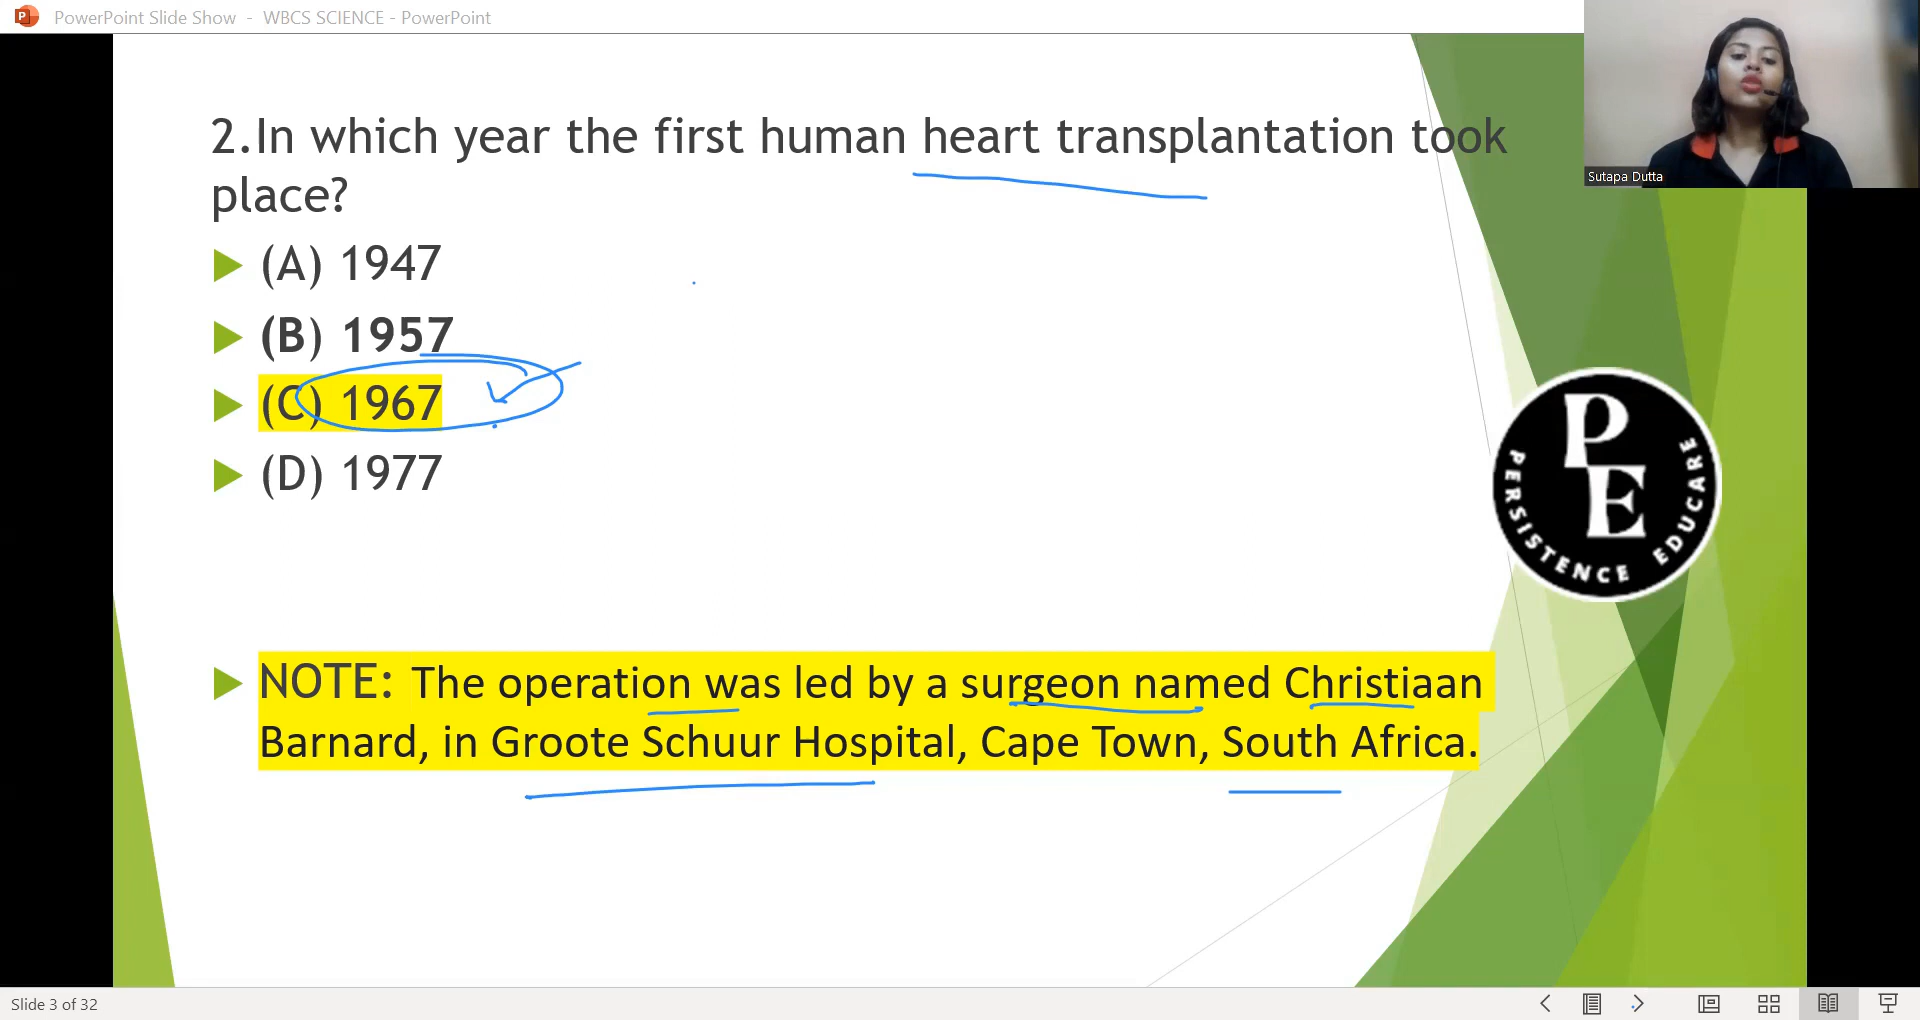 PowerPoint Slide Show - WBCS SCIENCE - PowerPoint
2.In which year the first human heart transplantation took
place?
(A) 1947
(B) 1957
(C) 1967
(D) 1977
NOTE: The operation was led by a surgeon named Christiaan
Barnard, in Groote Schuur Hospital, Cape Town, South Africa.
Sutapa Dutta
P
E
PERSISTENCE EDUCARE
Slide 3 of 32